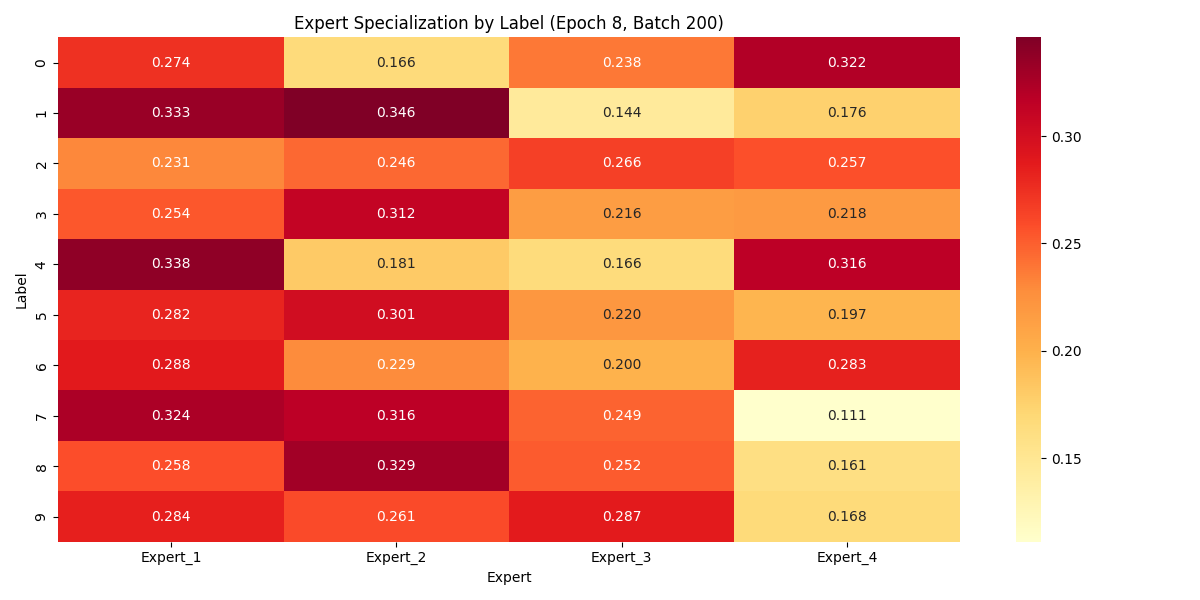 Expert Specialization by Label (Epoch 8, Batch 200)
Label
0 0.274 0.166 0.238 0.322
1 0.333 0.346 0.144 0.176
2 0.231 0.246 0.266 0.257
3 0.254 0.312 0.216 0.218
4 0.338 0.181 0.166 0.316
5 0.282 0.301 0.220 0.197
6 0.288 0.229 0.200 0.283
7 0.324 0.316 0.249 0.111
8 0.258 0.329 0.252 0.161
9 0.284 0.261 0.287 0.168
Expert_1 Expert_2 Expert_3 Expert_4
Expert
0.30
0.25
0.20
0.15